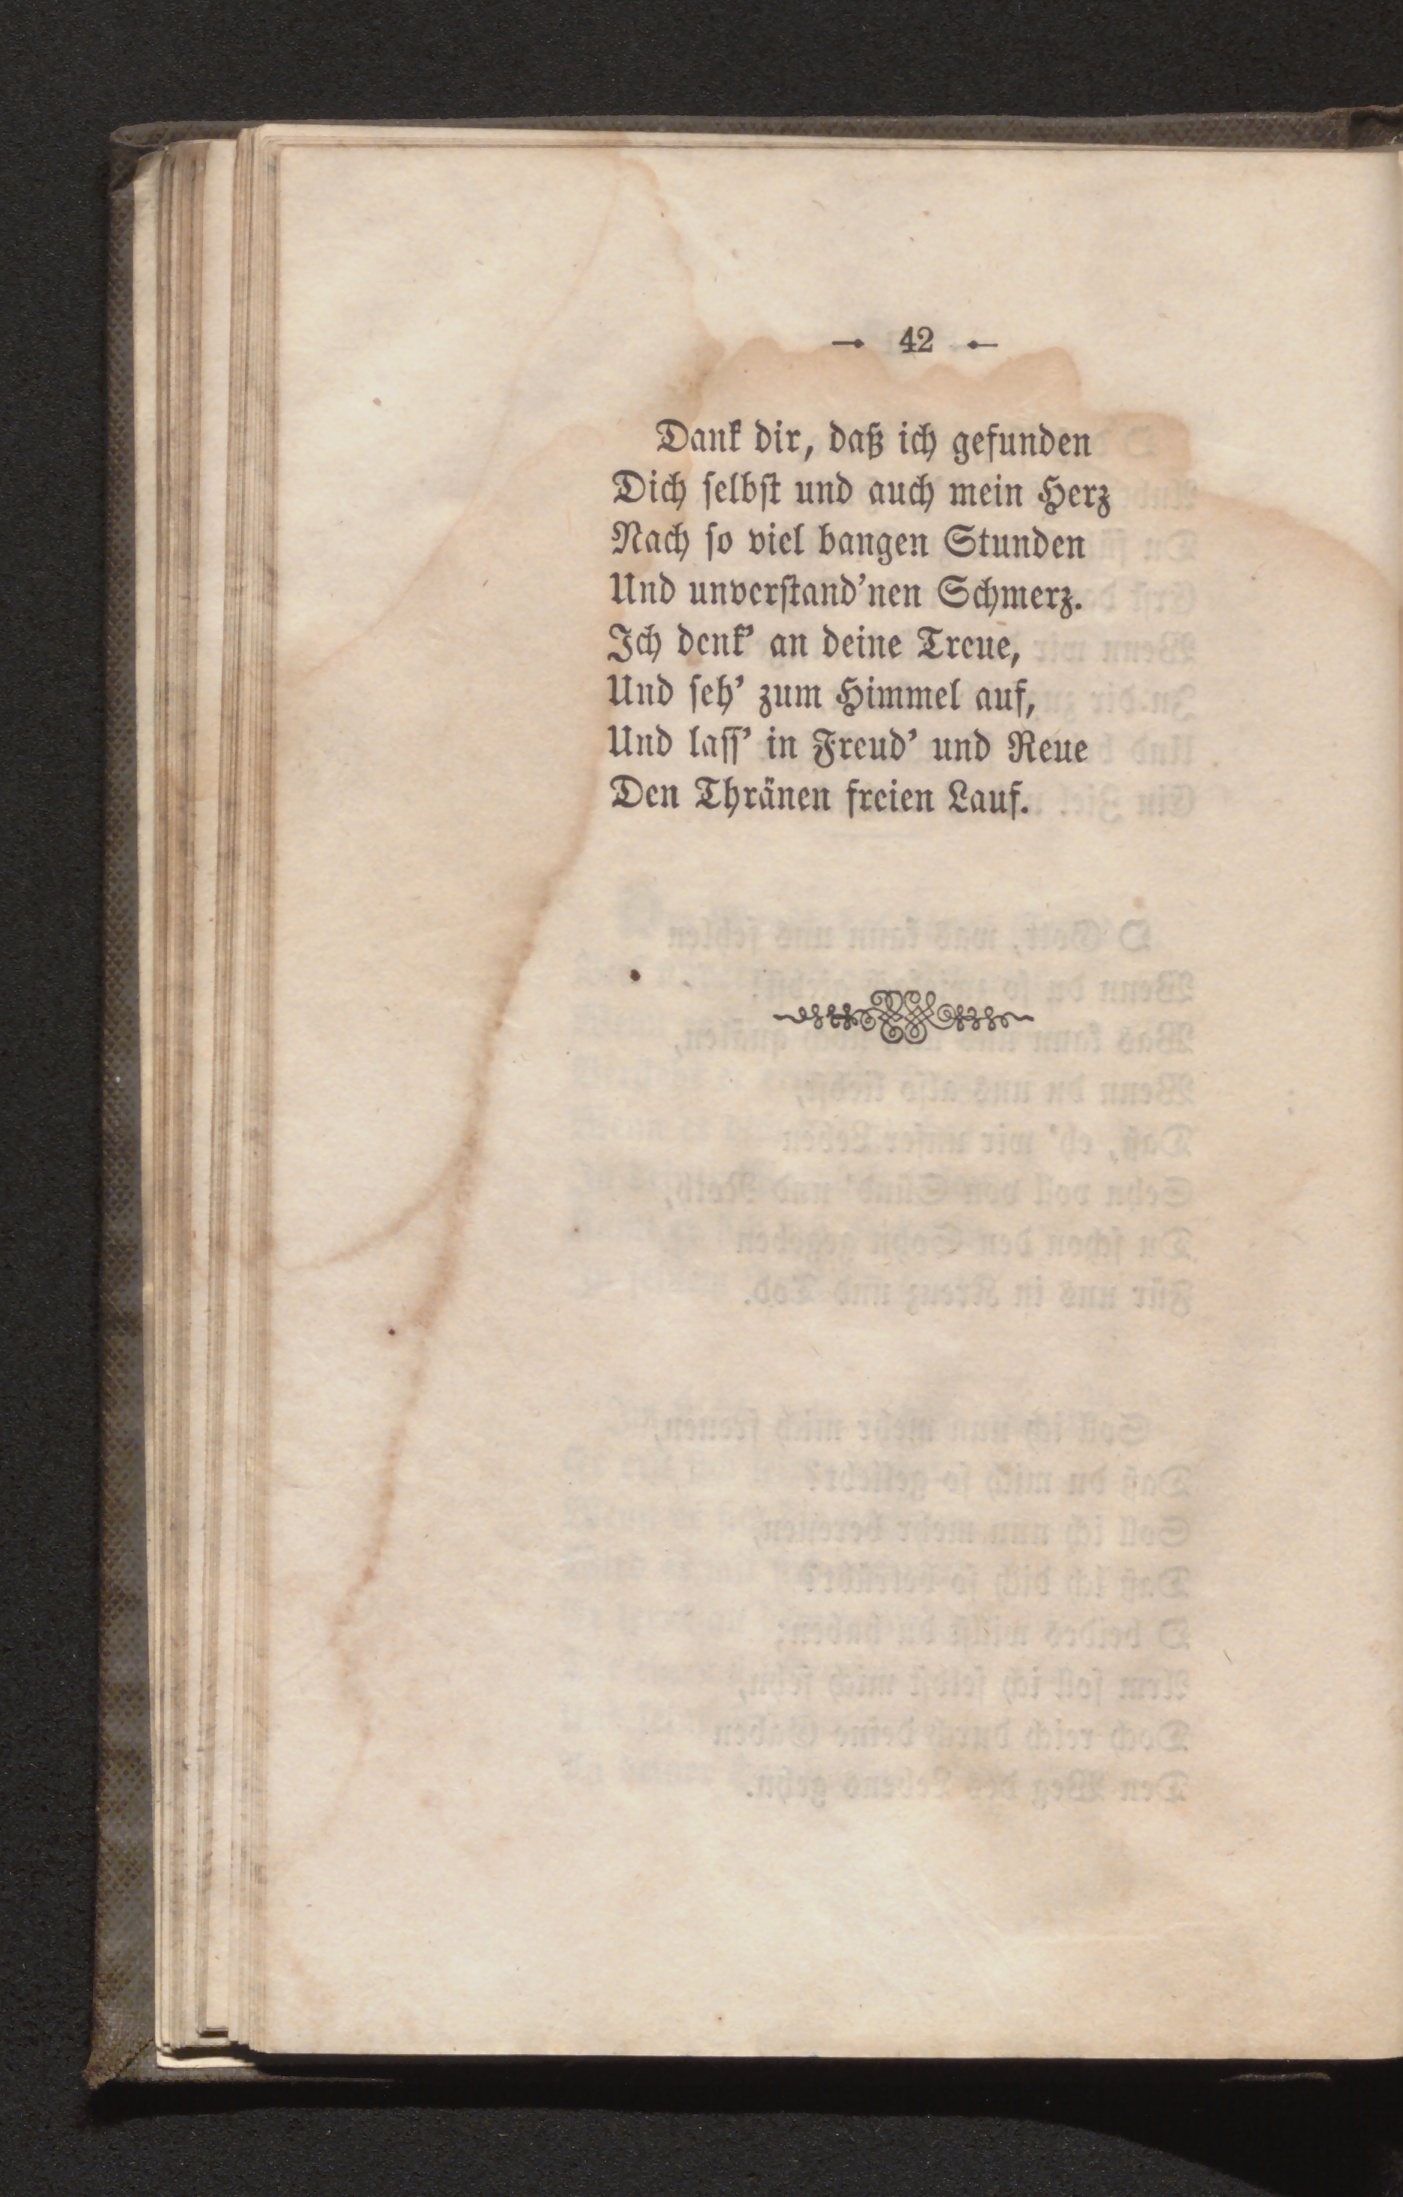 42
Dank dir, daß ich gefunden
Dich selbst und auch mein Herz
Nach so viel bangen Stunden
Und unverstand'nen Schmerz.
Ich denk' an deine Treue,
Und seh' zum Himmel auf,
Und lass' in Freud' und Reue
Den Thränen freien Lauf.